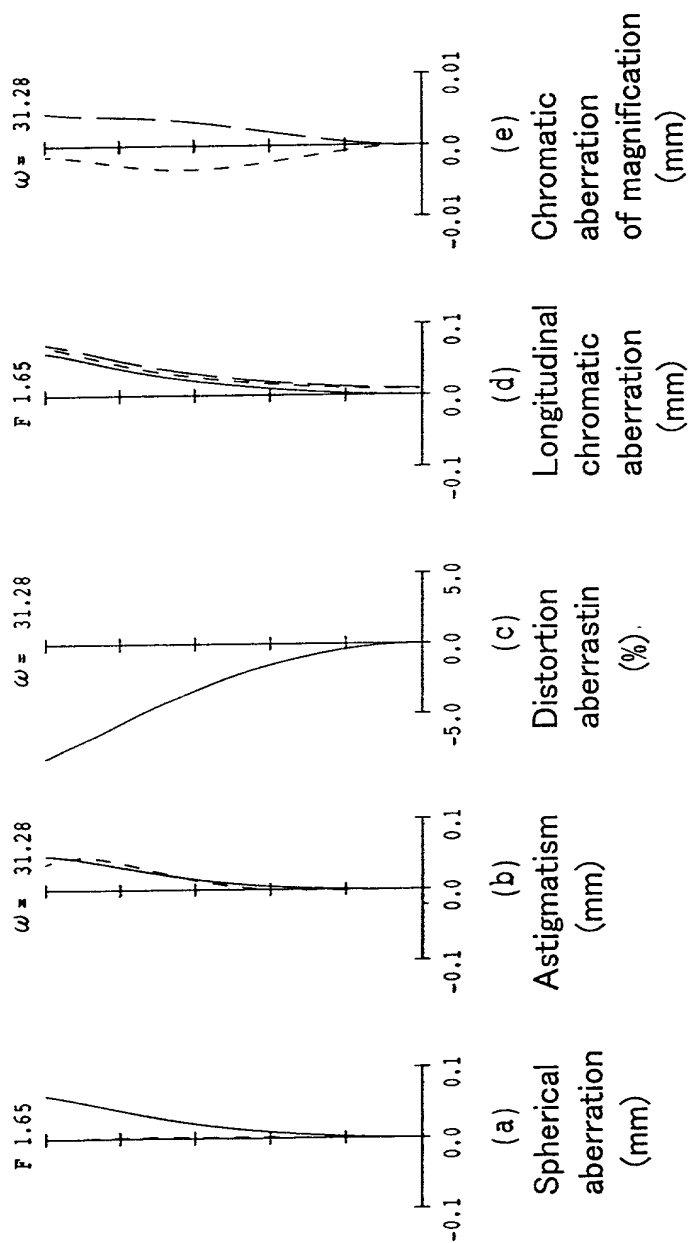 F 1.65
-0.1 0.0 0.1
(a)
Spherical
aberration
(mm)
ω= 31.28
-0.1 0.0 0.1
(b)
Astigmatism
(mm)
ω= 31.28
-5.0 0.0 5.0
(c)
Distortion
aberrastin
(%).
F 1.65
-0.1 0.0 0.1
(d)
Longitudinal
chromatic
aberration
(mm)
ω= 31.28
-0.01 0.0 0.01
(e)
Chromatic
aberration
of magnification
(mm)